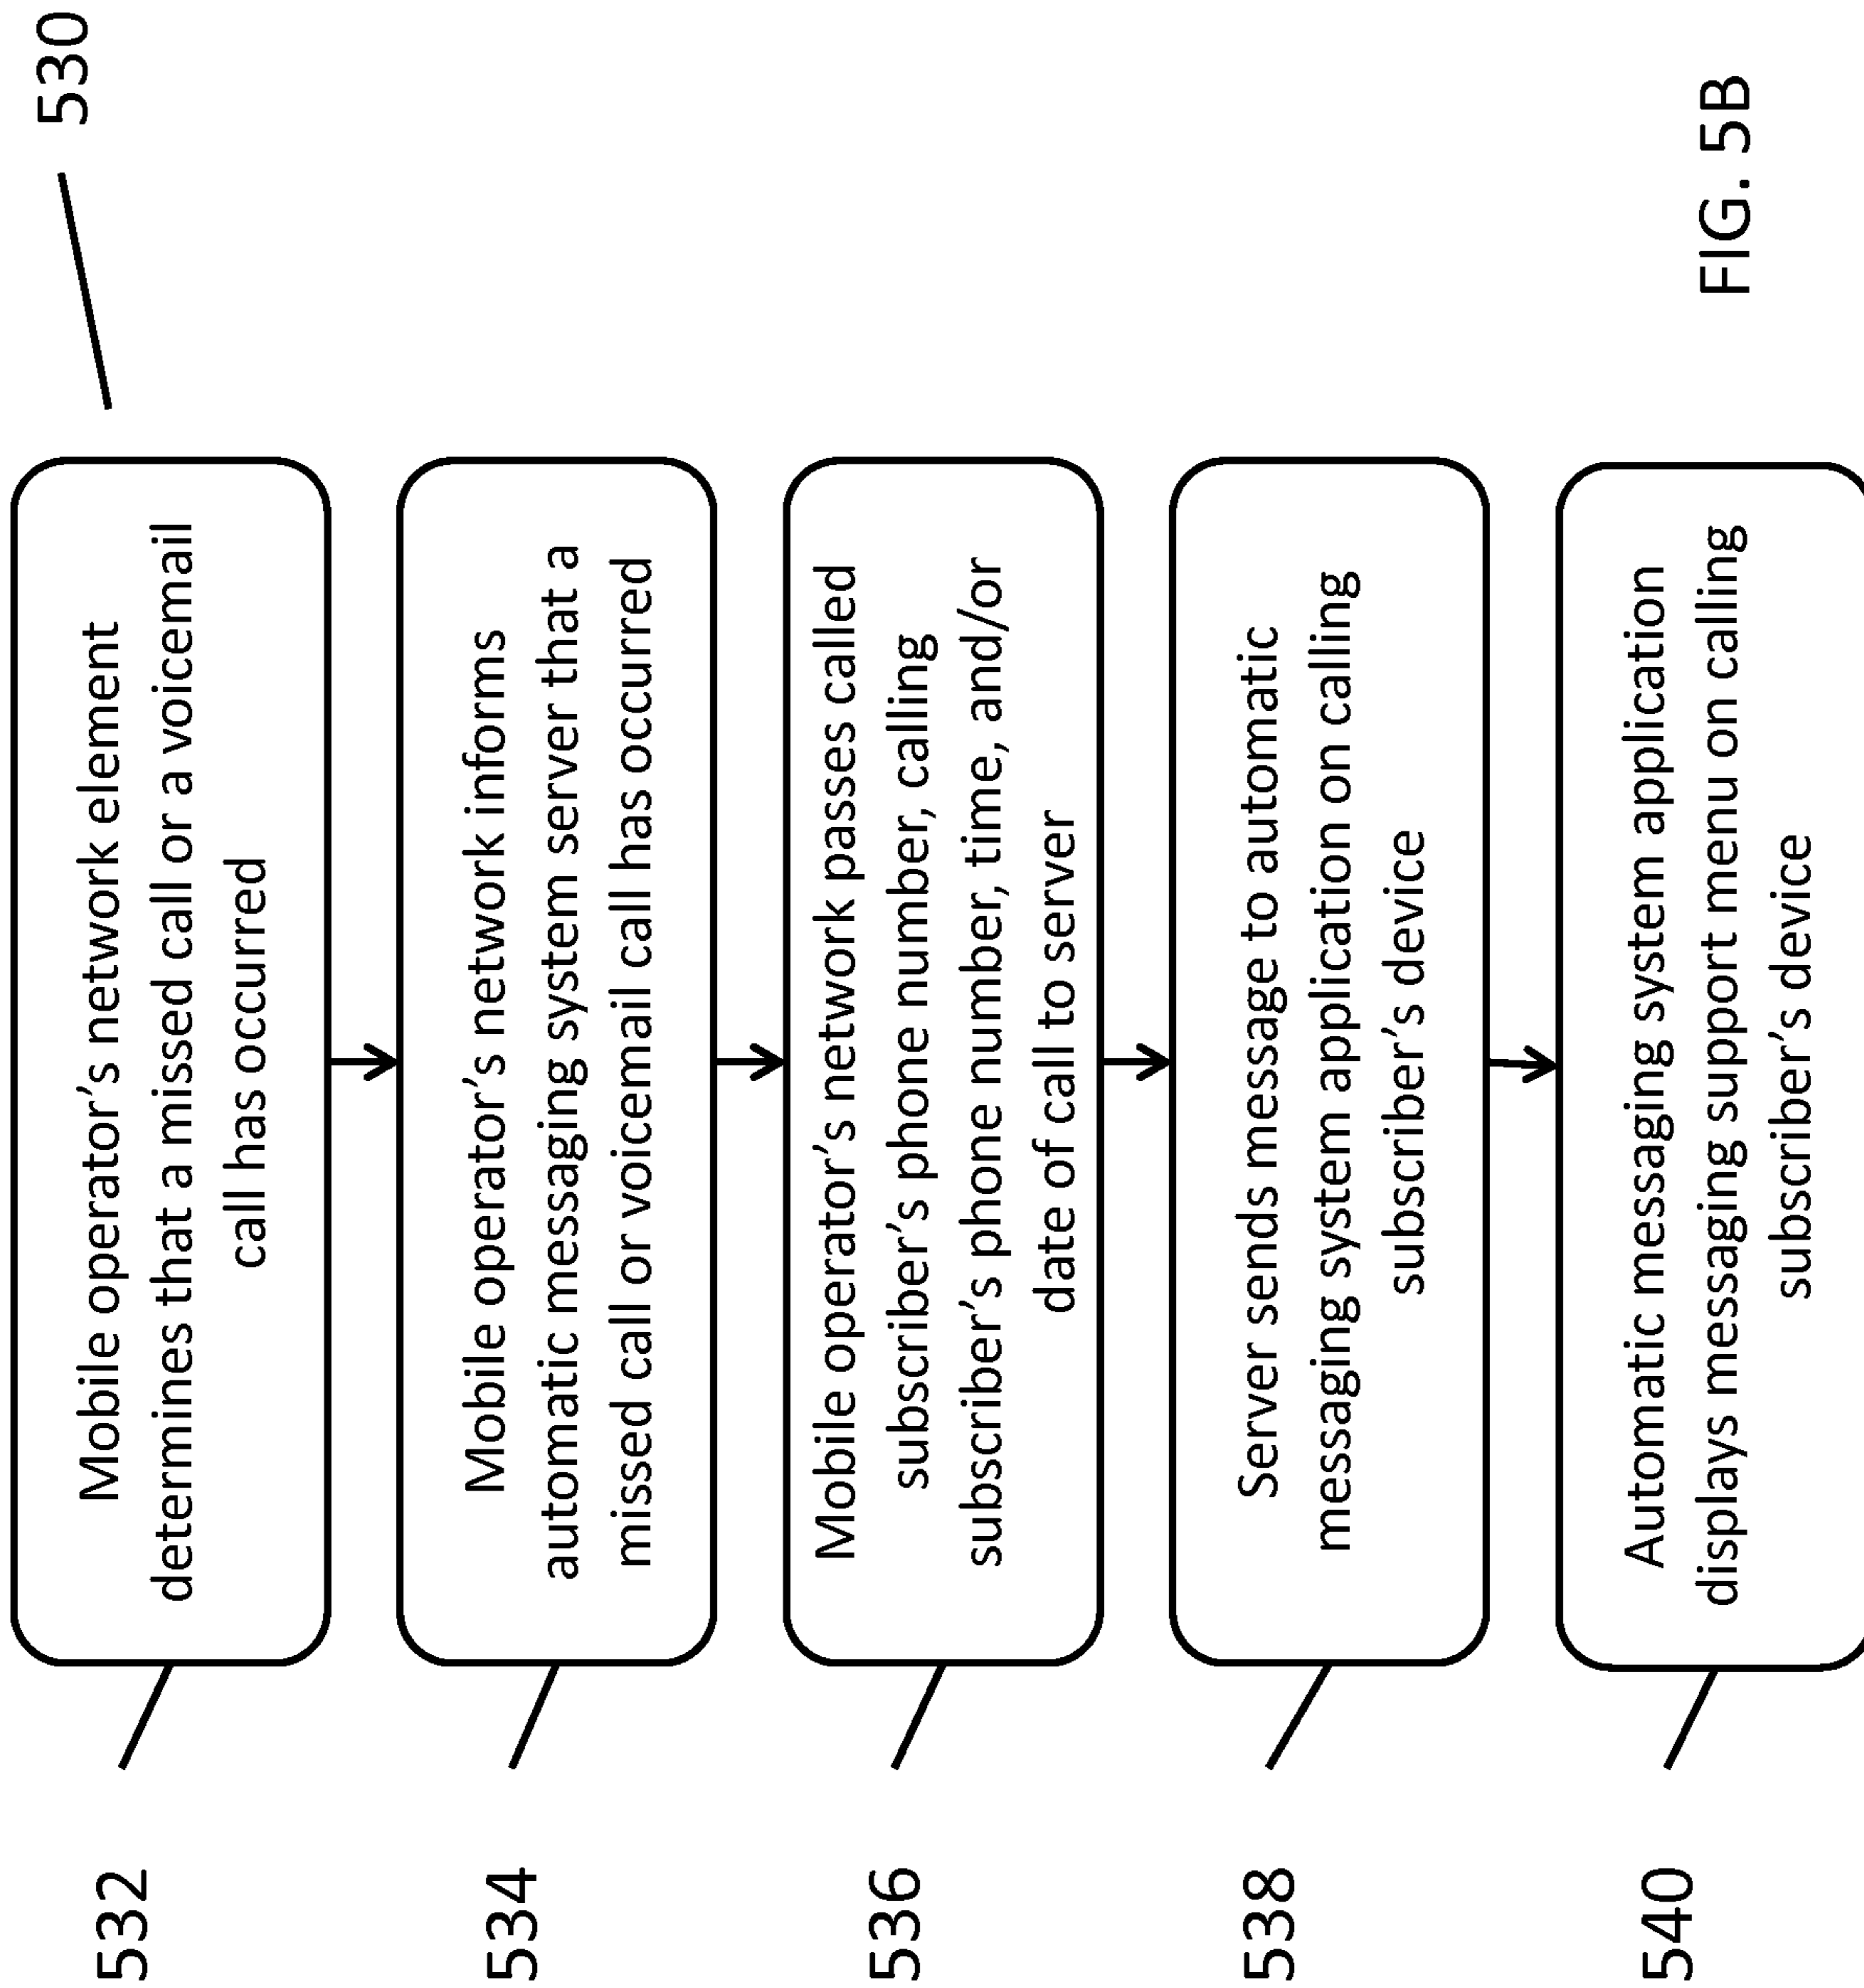 530
532
Mobile operator’s network element
determines that a missed call or a voicemail
call has occurred
534
Mobile operator’s network informs
automatic messaging system server that a
missed call or voicemail call has occurred
536
Mobile operator’s network passes called
subscriber’s phone number, calling
subscriber’s phone number, time, and/or
date of call to server
538
Server sends message to automatic
messaging system application on calling
subscriber’s device
540
Automatic messaging system application
displays messaging support menu on calling
subscriber’s device
FIG. 5B